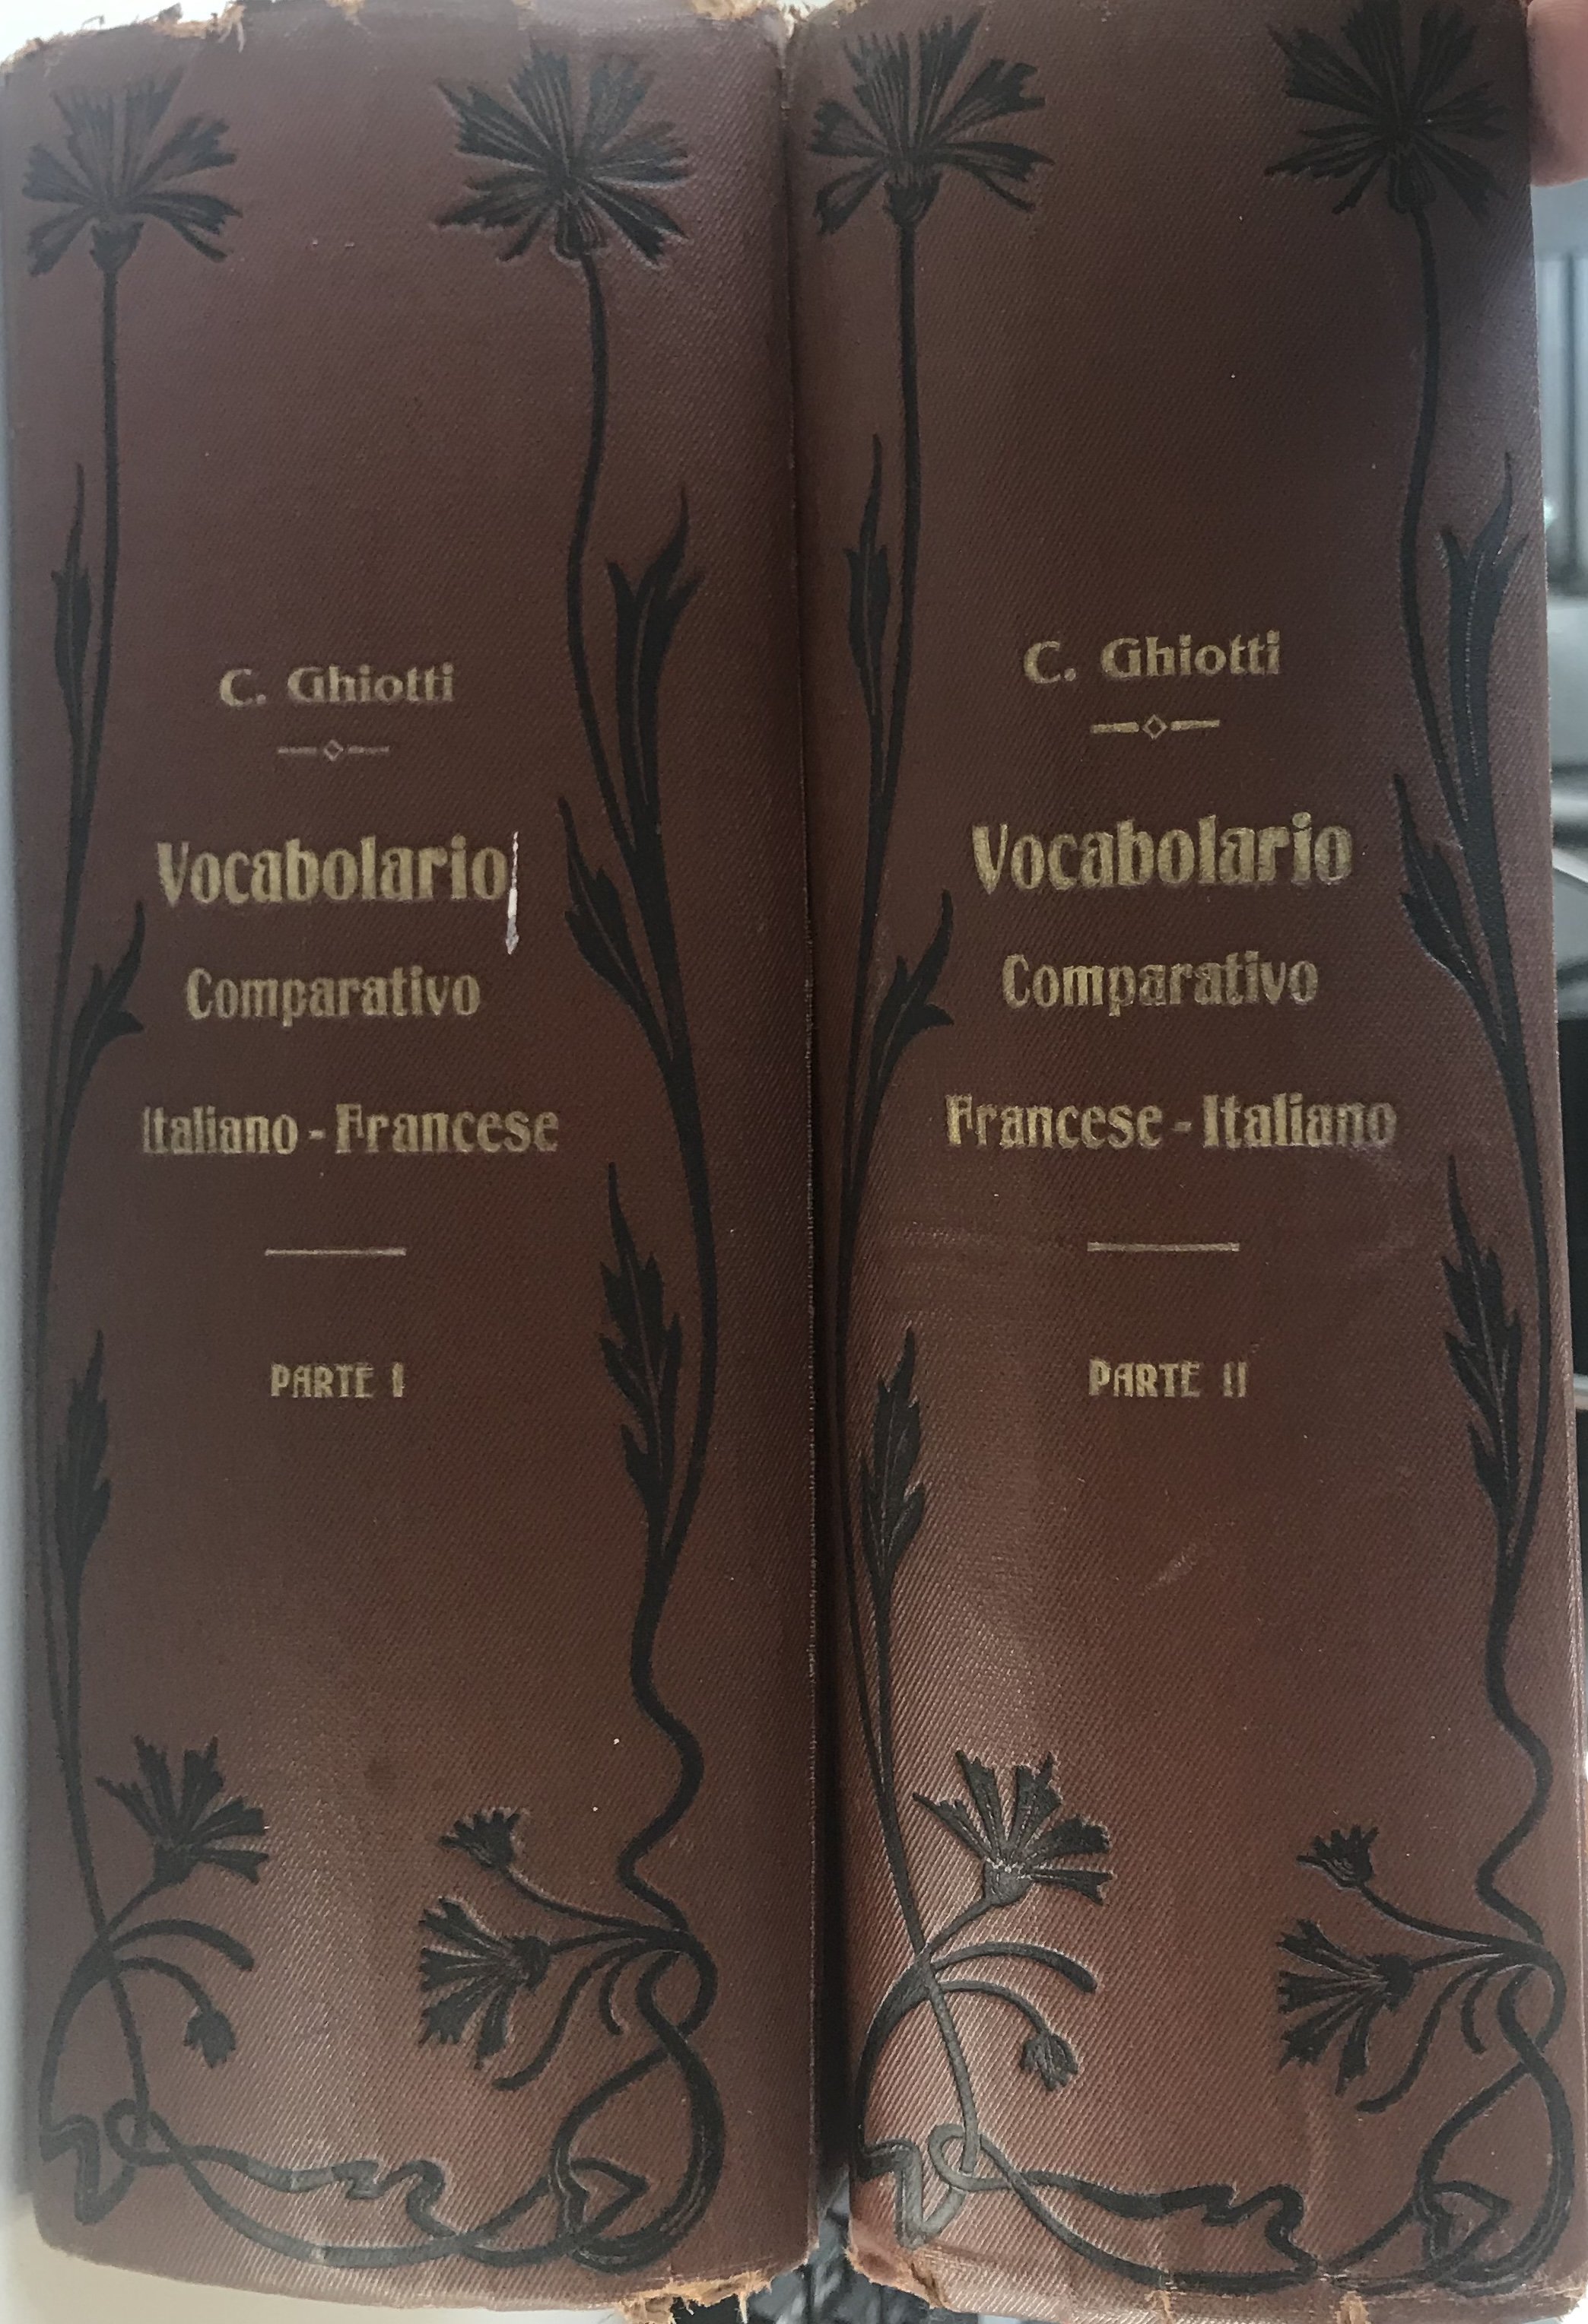 C. Ghiotti
Vocabolario
Comparativo
Italiano - Francese
PARTE I
C. Ghiotti
Vocabolario
Comparativo
Francese - Italiano
PARTE II